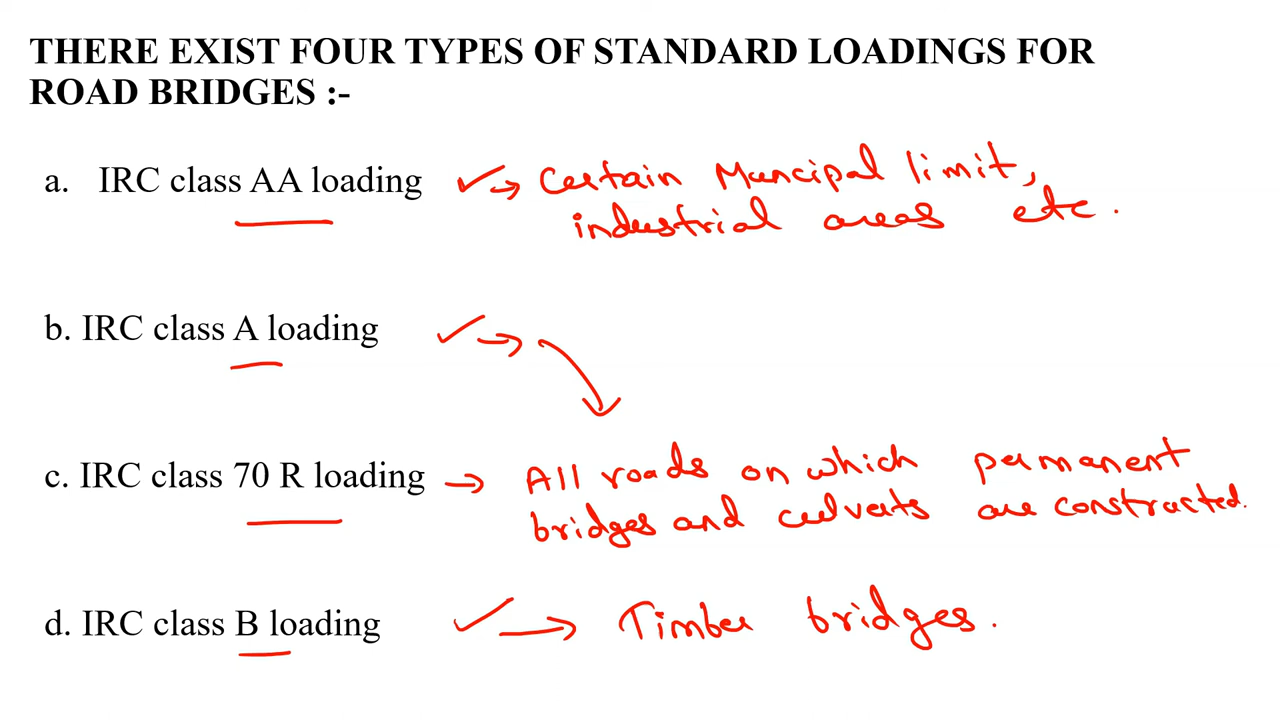 THERE EXIST FOUR TYPES OF STANDARD LOADINGS FOR
ROAD BRIDGES :-
a. IRC class AA loading ✓→ Certain Muncipal limit,
industrial areas etc.
b. IRC class A loading ✓→
c. IRC class 70 R loading → All roads on which permanent
bridges and culverts are constructed.
d. IRC class B loading ✓→ Timber bridges.